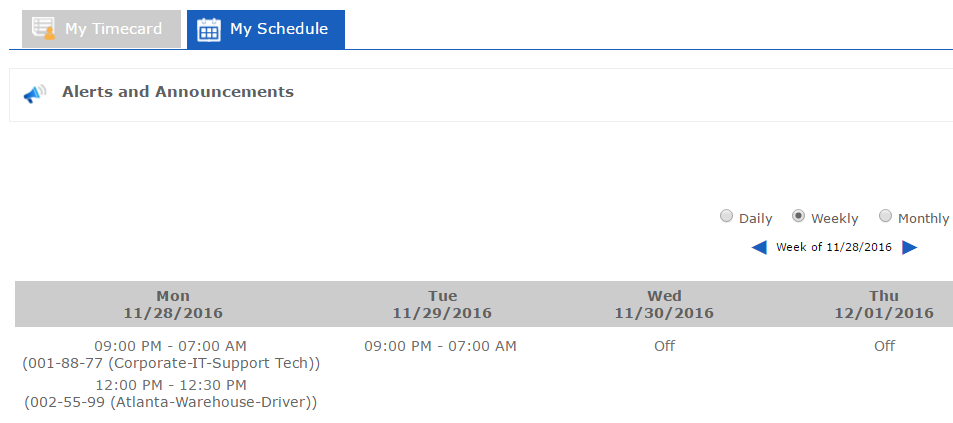 My Timecard
My Schedule
Alerts and Announcements
Daily Weekly Monthly
Week of 11/28/2016
Mon Tue Wed Thu
11/28/2016 11/29/2016 11/30/2016 12/01/2016
09:00 PM - 07:00 AM 09:00 PM - 07:00 AM Off Off
(001-88-77 (Corporate-IT-Support Tech))
12:00 PM - 12:30 PM
(002-55-99 (Atlanta-Warehouse-Driver))